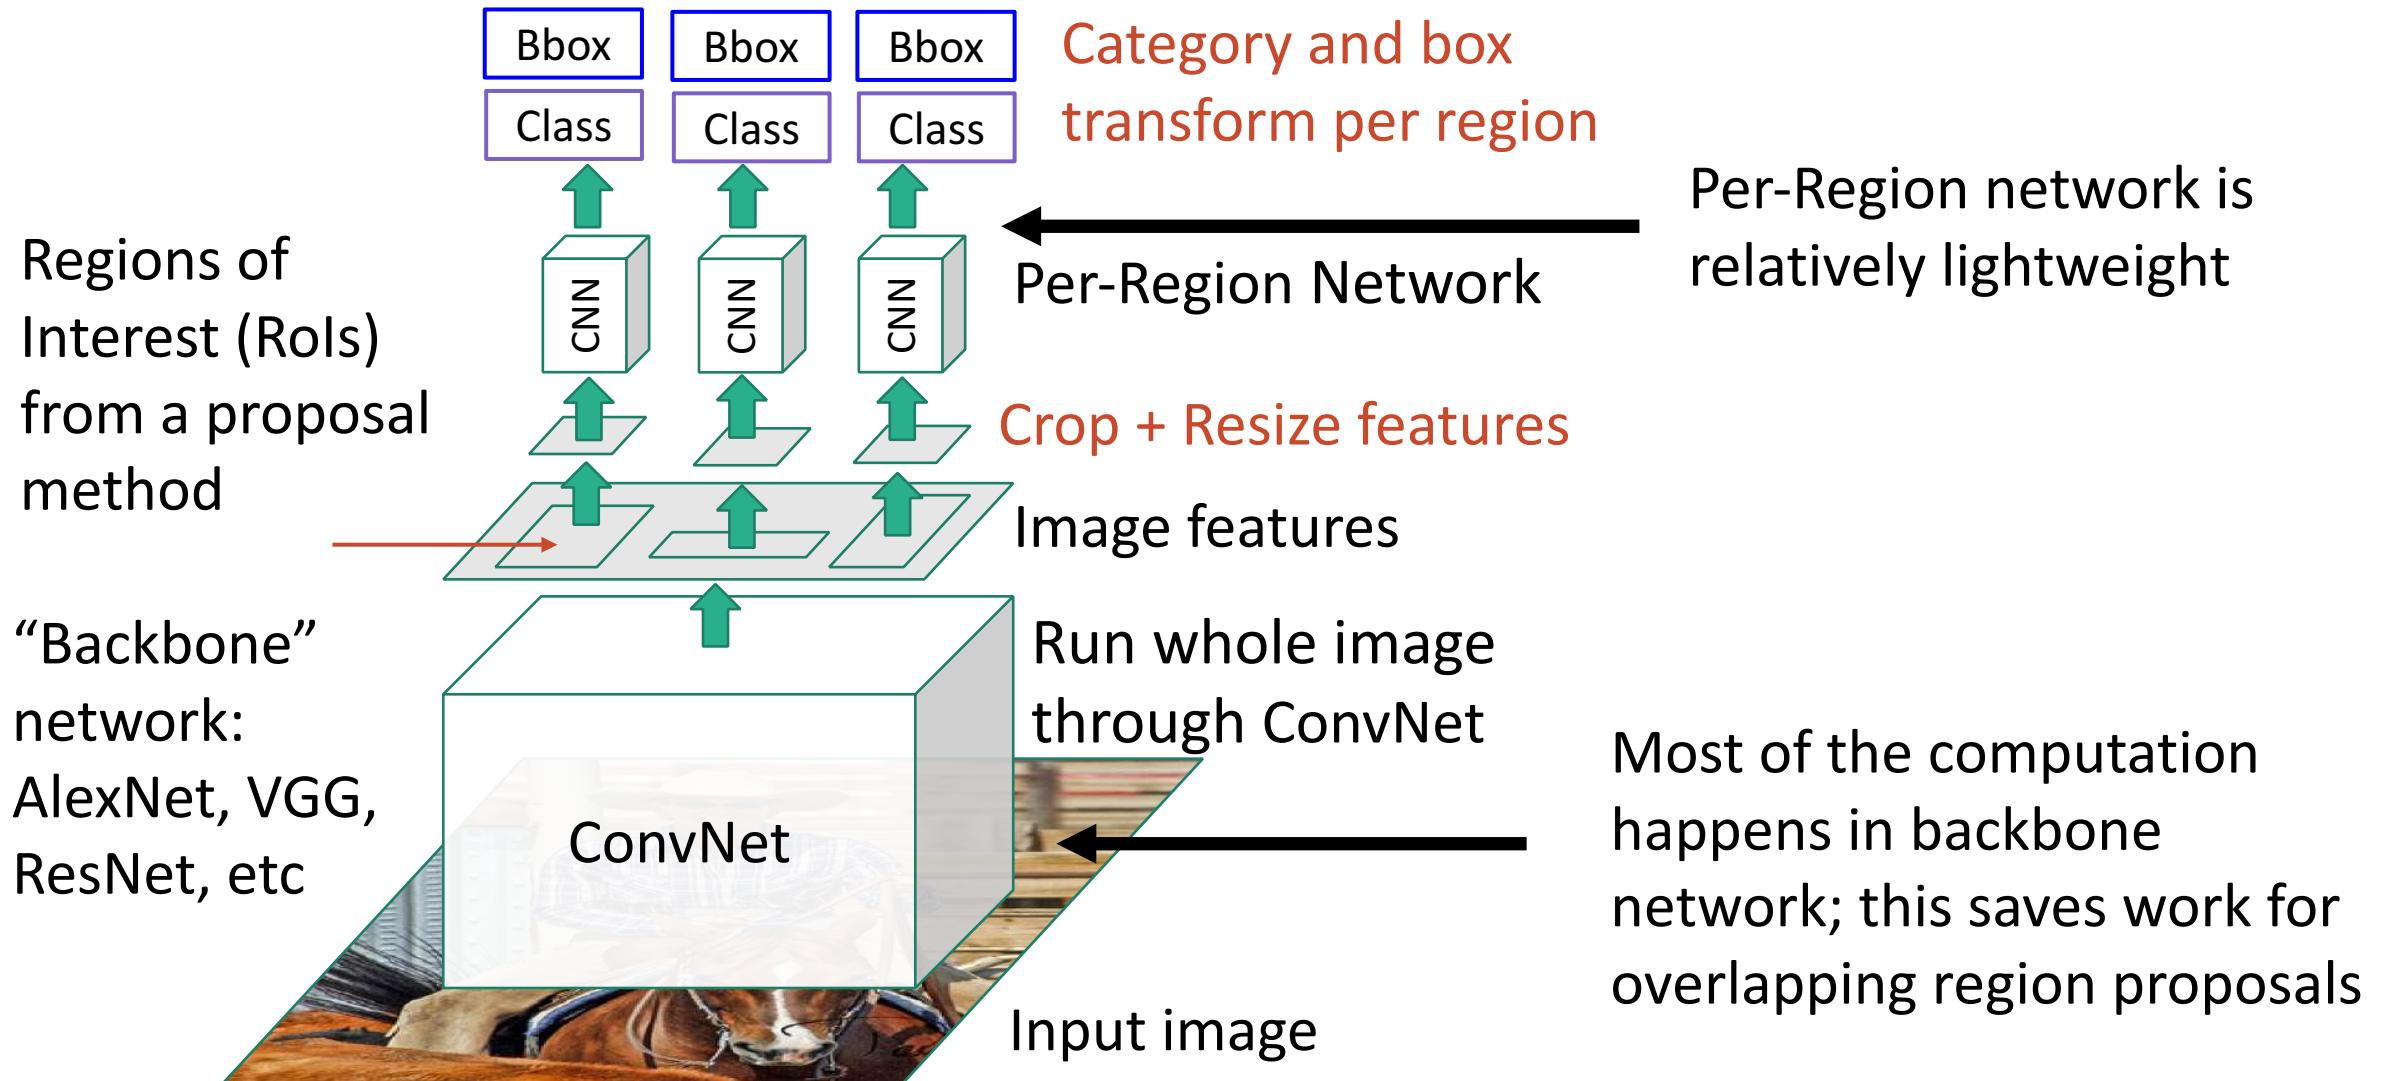 Bbox
Bbox
Bbox
Class
Class
Class
Category and box
transform per region
Per-Region network is
relatively lightweight
Regions of
Interest (RoIs)
from a proposal
method
CNN
CNN
CNN
Per-Region Network
Crop + Resize features
Image features
“Backbone”
network:
AlexNet, VGG,
ResNet, etc
Run whole image
through ConvNet
ConvNet
Most of the computation
happens in backbone
network; this saves work for
overlapping region proposals
Input image